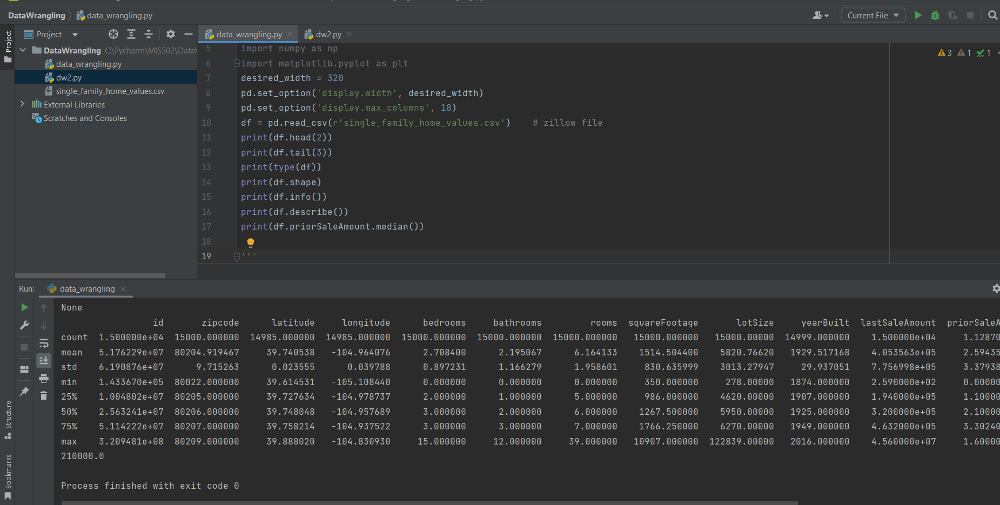 DataWrangling data_wrangling.py Current File
Project data_wrangling.py dw2.py
Project
DataWrangling C:\Pycharm\MIS502\Data\
data_wrangling.py
dw2.py
single_family_home_values.csv
External Libraries
Scratches and Consoles
3 1 1
5 import numpy as np
6 import matplotlib.pyplot as plt
7 desired_width = 320
8 pd.set_option('display.width', desired_width)
9 pd.set_option('display.max_columns', 18)
10 df = pd.read_csv(r'single_family_home_values.csv') # zillow file
11 print(df.head(2))
12 print(df.tail(3))
13 print(type(df))
14 print(df.shape)
15 print(df.info())
16 print(df.describe())
17 print(df.priorSaleAmount.median())
18
19 '''
Run: data_wrangling
None
id zipcode latitude longitude bedrooms bathrooms rooms squareFootage lotSize yearBuilt lastSaleAmount priorSaleA
count 1.500000e+04 15000.000000 14985.000000 14985.000000 15000.000000 15000.000000 15000.000000 15000.000000 15000.00000 14999.000000 1.500000e+04 1.12870
mean 5.176229e+07 80204.919467 39.740538 -104.964076 2.708400 2.195067 6.164133 1514.504400 5820.76620 1929.517168 4.053563e+05 2.59435
std 6.190876e+07 9.715263 0.023555 0.039788 0.897231 1.166279 1.958601 830.635999 3013.27947 29.937051 7.756998e+05 3.37938
min 1.433670e+05 80022.000000 39.614531 -105.108440 0.000000 0.000000 0.000000 350.000000 278.00000 1874.000000 2.590000e+02 0.00000
25% 1.004802e+07 80205.000000 39.727634 -104.978737 2.000000 1.000000 5.000000 986.000000 4620.00000 1907.000000 1.940000e+05 1.10000
50% 2.563241e+07 80206.000000 39.748048 -104.957689 3.000000 2.000000 6.000000 1267.500000 5950.00000 1925.000000 3.200000e+05 2.10000
75% 5.114222e+07 80207.000000 39.758214 -104.937522 3.000000 3.000000 7.000000 1766.250000 6270.00000 1949.000000 4.632000e+05 3.30240
max 3.209481e+08 80209.000000 39.888020 -104.830930 15.000000 12.000000 39.000000 10907.000000 122839.00000 2016.000000 4.560000e+07 1.60000
210000.0
Process finished with exit code 0
Structure
Bookmarks